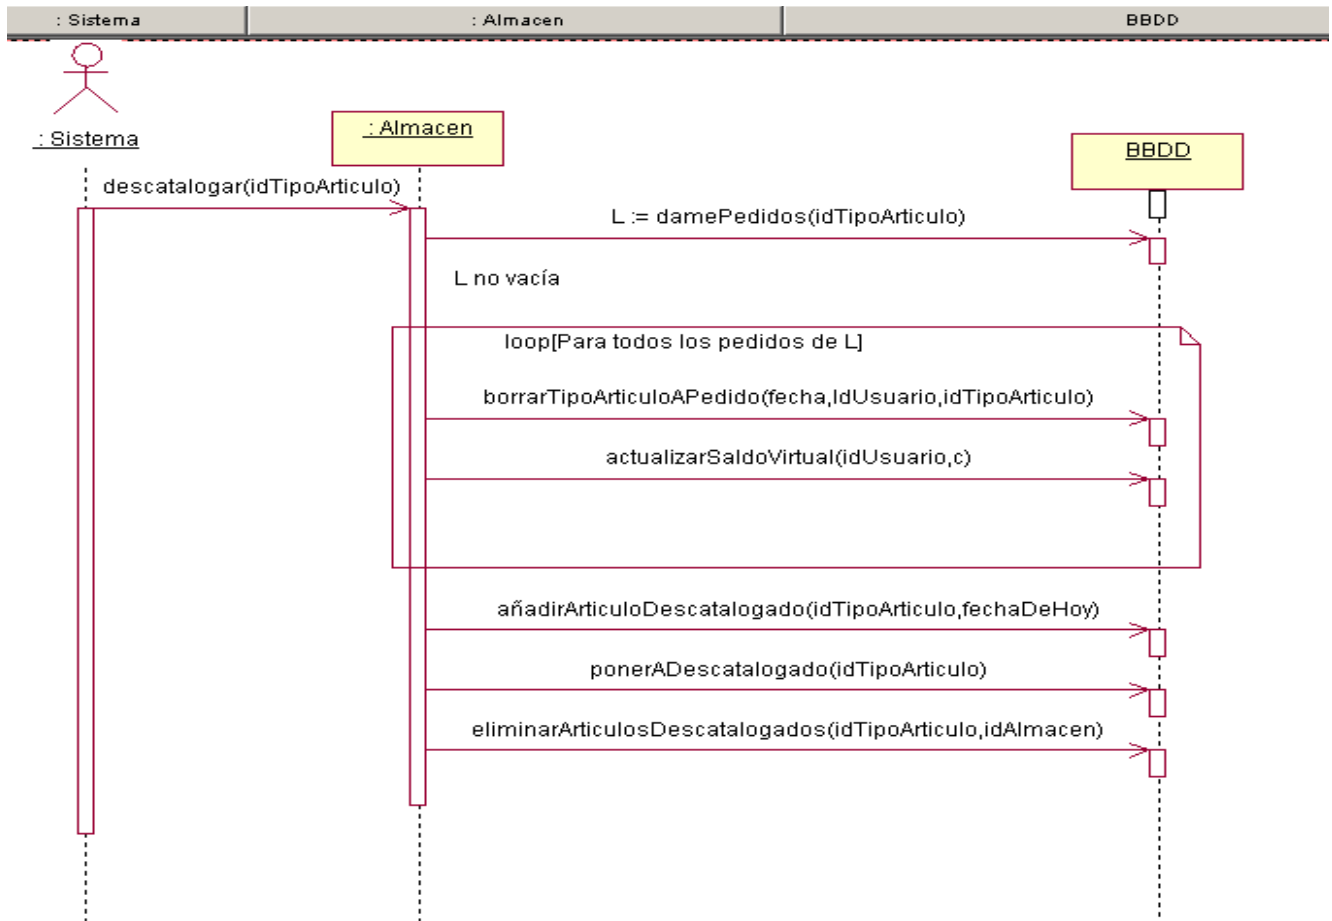 : Sistema
: Almacen
BBDD
: Sistema
: Almacen
BBDD
descatalogar(idTipoArticulo)
L := damePedidos(idTipoArticulo)
L no vacía
loop[Para todos los pedidos de L]
borrarTipoArticuloAPedido(fecha,IdUsuario,idTipoArticulo)
actualizarSaldoVirtual(idUsuario,c)
añadirArticuloDescatalogado(idTipoArticulo,fechaDeHoy)
ponerADescatalogado(idTipoArticulo)
eliminarArticulosDescatalogados(idTipoArticulo,idAlmacen)